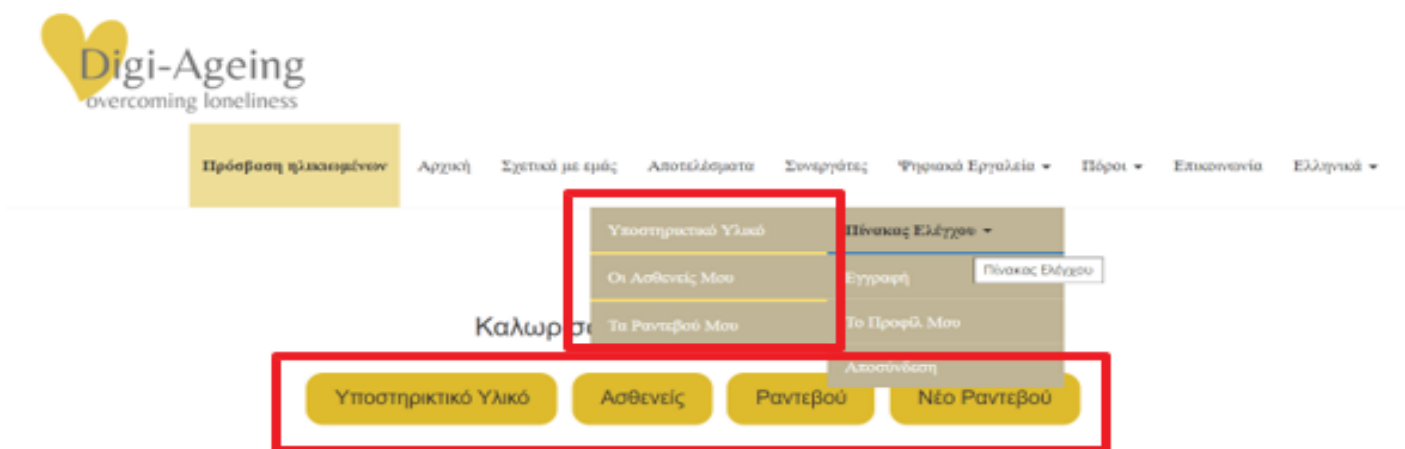 Digi-Ageing
overcoming loneliness
Πρόσβαση ηλικιωμένων Αρχική Σχετικά με εμάς Αποτελέσματα Συνεργάτες Ψηφιακά Εργαλεία Πόροι Επικοινωνία Ελληνικά
Υποστηρικτικό Υλικό Πίνακας Ελέγχου
Οι Ασθενείς Μου Εγγραφή Πίνακας Ελέγχου
Τα Ραντεβού Μου Το Προφίλ Μου
Αποσύνδεση
Υποστηρικτικό Υλικό Ασθενείς Ραντεβού Νέο Ραντεβού